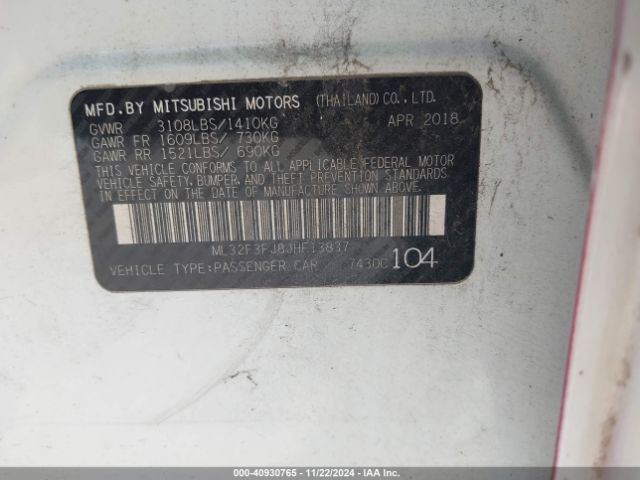 MFD.BY MITSUBISHI MOTORS (THAILAND)CO.,LTD.
GVWR 3108LBS/1410KG APR 2018
GAWR FR 1609LBS/ 730KG
GAWR RR 1521LBS/ 690KG
THIS VEHICLE CONFORMS TO ALL APPLICABLE FEDERAL MOTOR
VEHICLE SAFETY, BUMPER, AND THEFT PREVENTION STANDARDS
IN EFFECT ON THE DATE OF MANUFACTURE SHOWN ABOVE.
ML32F3FJ8JHF13837
VEHICLE TYPE:PASSENGER CAR 7430C 104
000-40930765 - 11/22/2024 - IAA Inc.